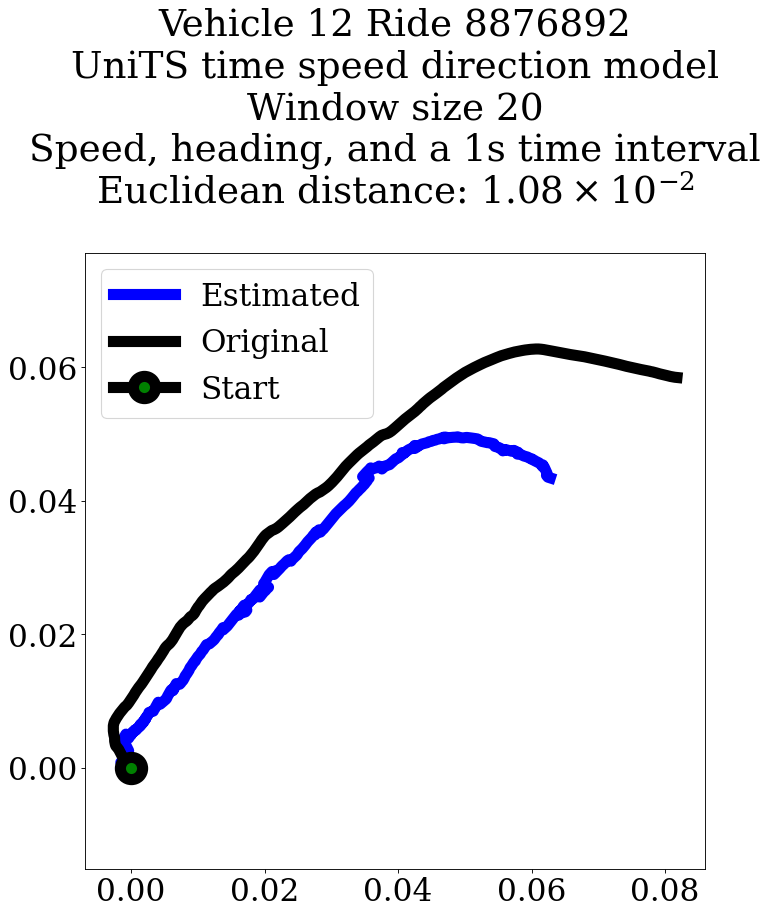 Vehicle 12 Ride 8876892
UniTS time speed direction model
Window size 20
Speed, heading, and a 1s time interval
Euclidean distance: 1.08 × 10⁻²
Estimated
Original
Start
0.06
0.04
0.02
0.00
0.00 0.02 0.04 0.06 0.08